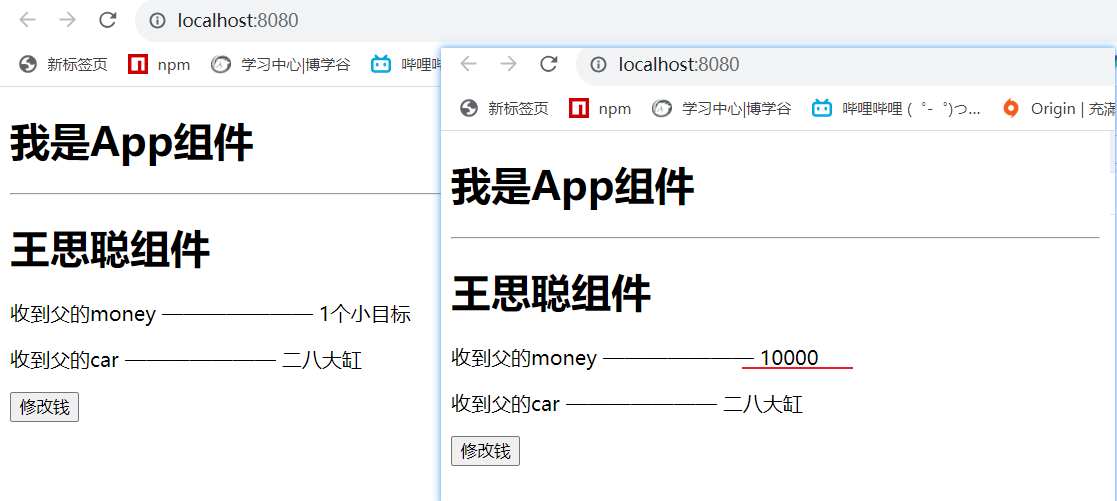 localhost:8080
新标签页 npm 学习中心|博学谷 哔哩哔
我是App组件
王思聪组件
收到父的money ———————— 1个小目标
收到父的car ———————— 二八大缸
修改钱
localhost:8080
新标签页 npm 学习中心|博学谷 哔哩哔哩 (゜-゜)つ... Origin | 充满
我是App组件
王思聪组件
收到父的money ———————— 10000
收到父的car ———————— 二八大缸
修改钱